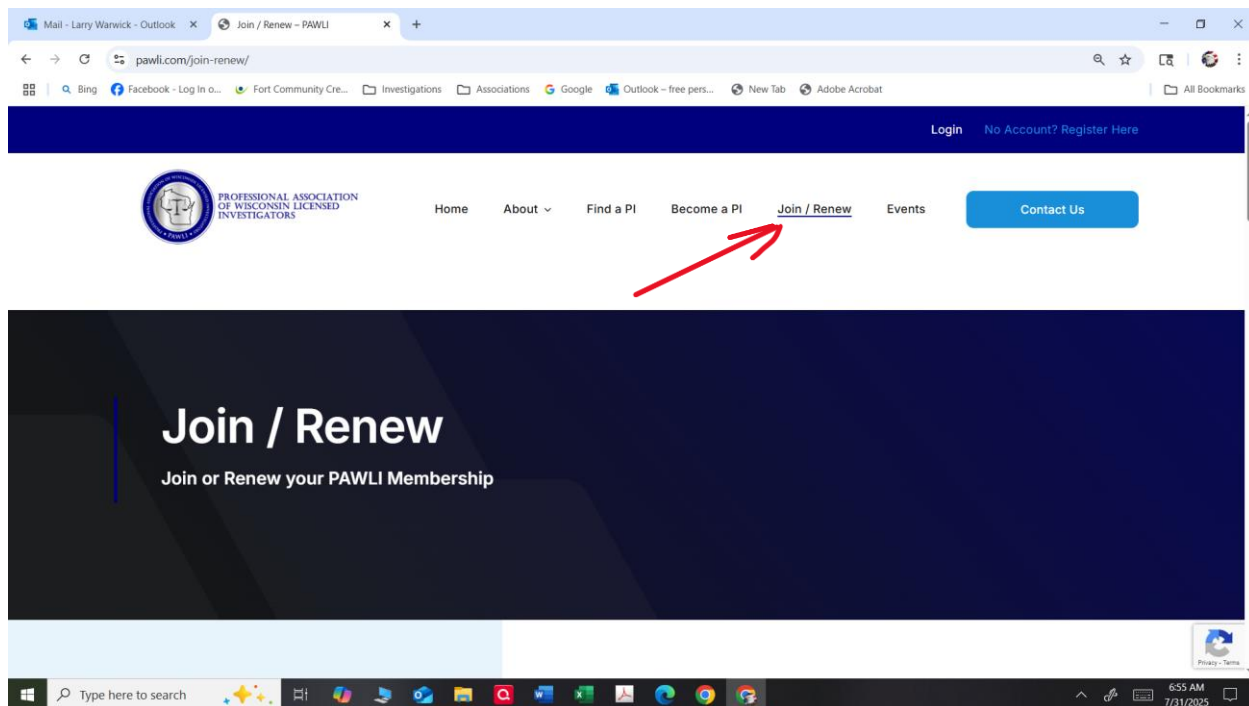 Mail - Larry Warwick - Outlook
Join / Renew – PAWLI
pawli.com/join-renew/
Bing Facebook - Log In o... Fort Community Cre... Investigations Associations Google Outlook – free pers... New Tab Adobe Acrobat All Bookmarks
Login No Account? Register Here
PROFESSIONAL ASSOCIATION
OF WISCONSIN LICENSED
INVESTIGATORS
Home About Find a PI Become a PI Join / Renew Events Contact Us
Join / Renew
Join or Renew your PAWLI Membership
Privacy - Terms
Type here to search
6:55 AM
7/31/2025